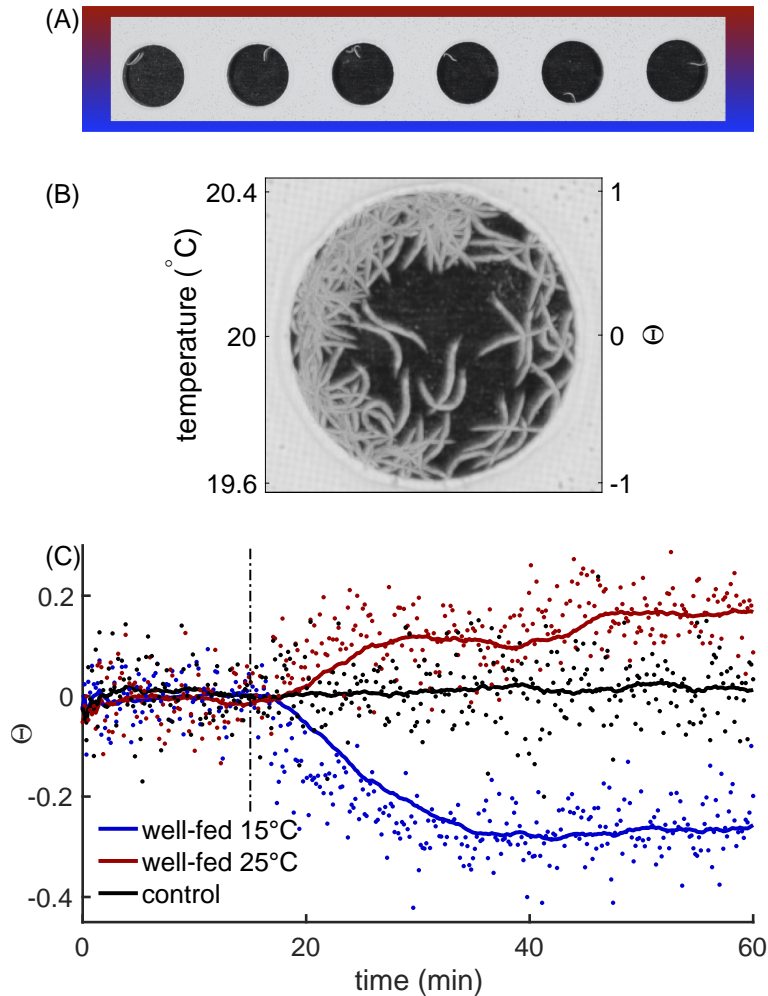 (A)
(B)
20.4
20
19.6
temperature (°C)
1
0
-1
Θ
(C)
0.2
0
-0.2
-0.4
Θ
well-fed 15°C
well-fed 25°C
control
0
20
40
60
time (min)